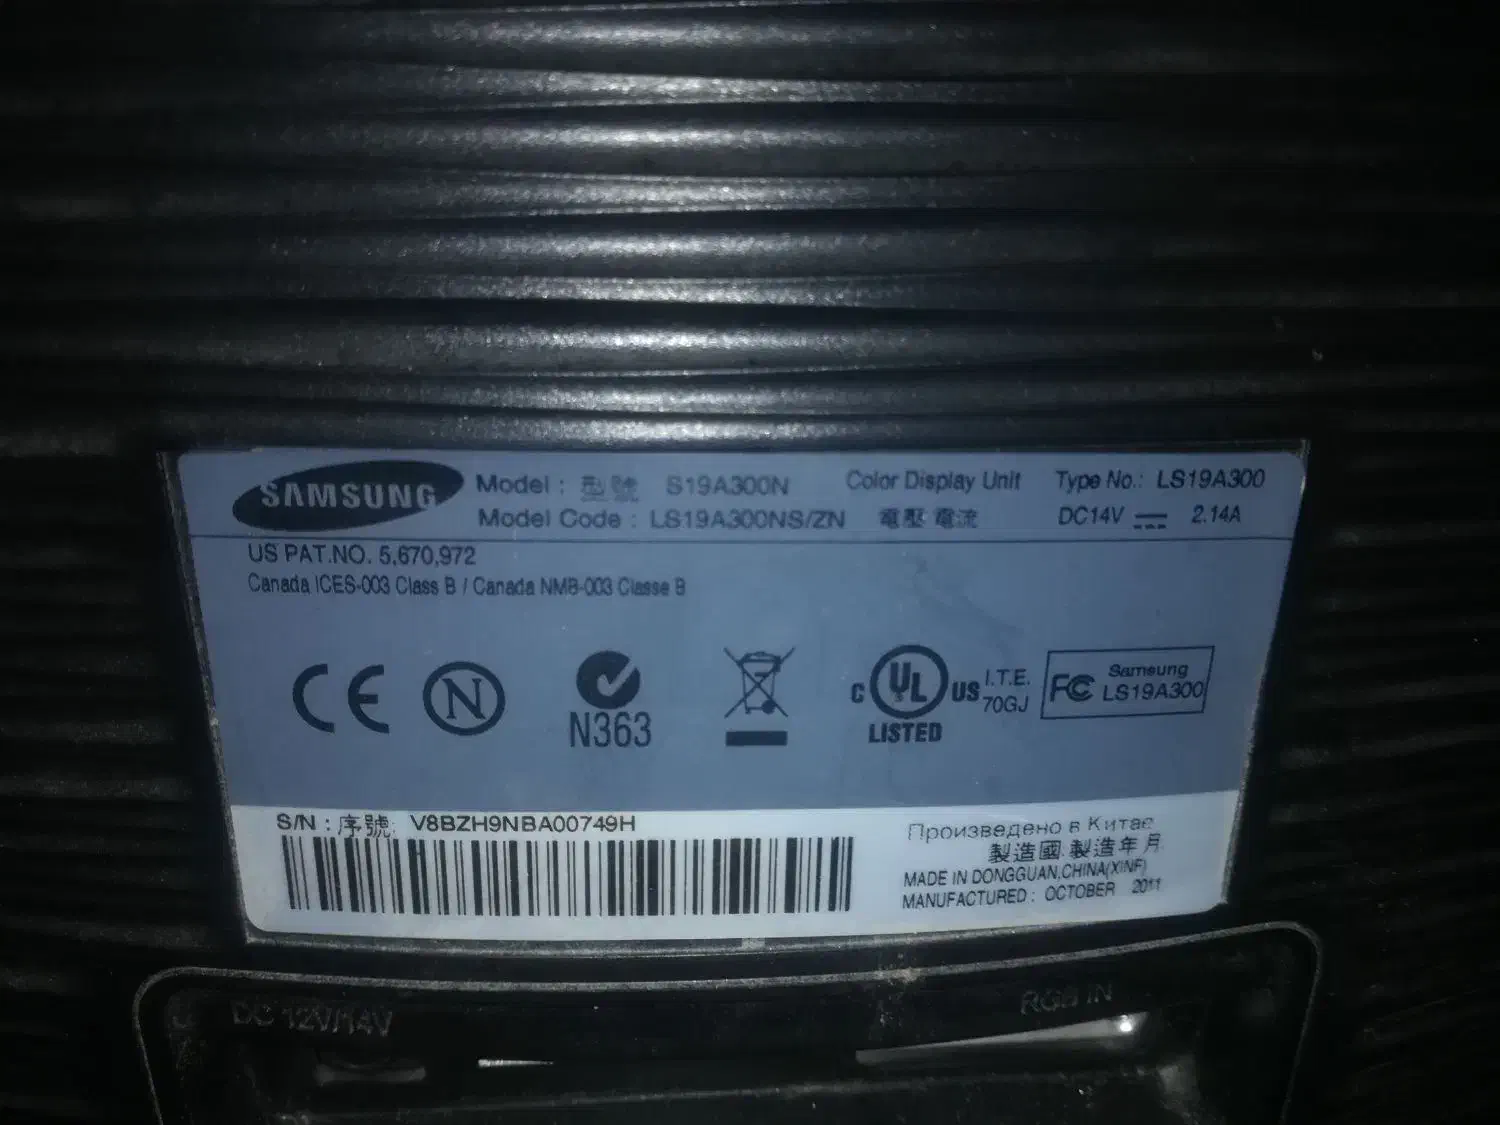 SAMSUNG
Model : 型號 S19A300N Color Display Unit Type No.: LS19A300
Model Code : LS19A300NS/ZN 電壓 電流 DC14V 2.14A
US PAT.NO. 5,670,972
Canada ICES-003 Class B / Canada NMB-003 Classe B
CE N N363 C UL US LISTED I.T.E. 70GJ FC Samsung LS19A300
S/N : 序號: V8BZH9NBA00749H
Произведено в Китае
製造國 製造年月
MADE IN DONGGUAN,CHINA(XINF)
MANUFACTURED : OCTOBER 2011
DC 12V/14V RGB IN